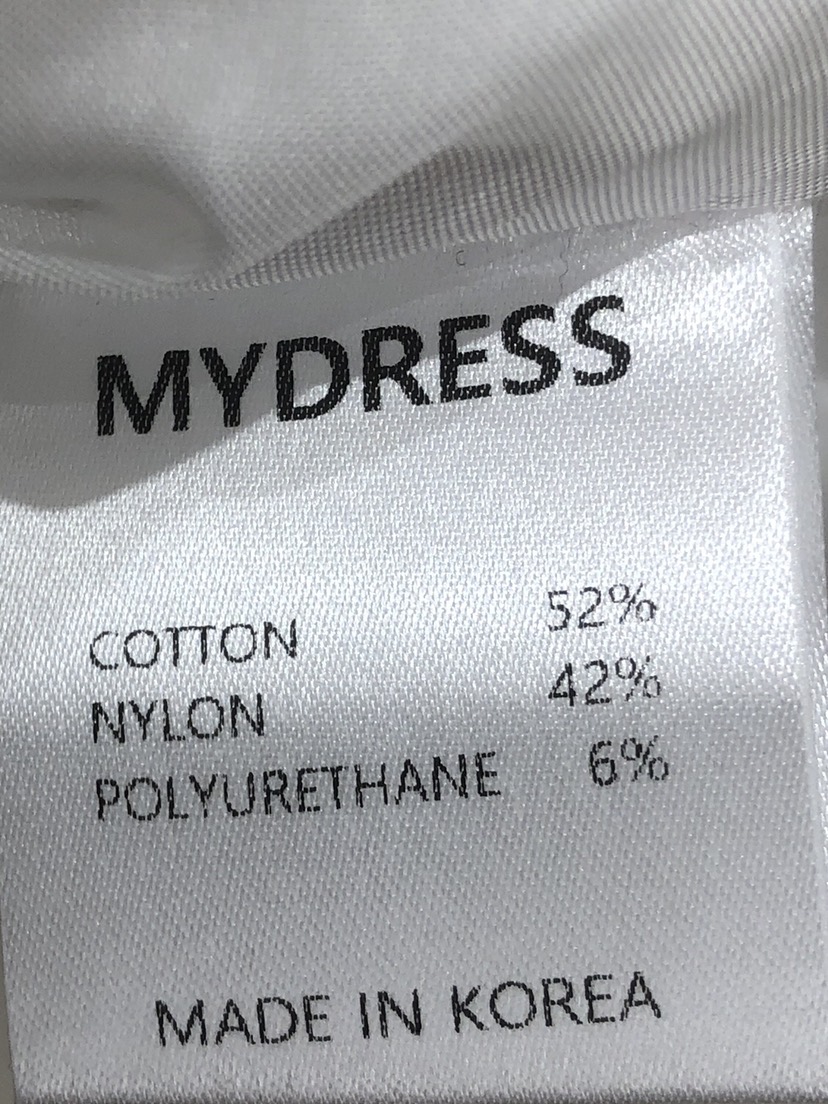 MYDRESS
COTTON 52%
NYLON 42%
POLYURETHANE 6%
MADE IN KOREA